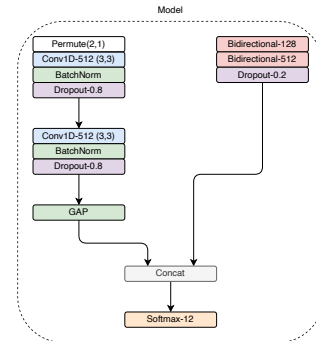 Model
Permute(2,1)
Conv1D-512 (3,3)
BatchNorm
Dropout-0.8
Conv1D-512 (3,3)
BatchNorm
Dropout-0.8
GAP
Bidirectional-128
Bidirectional-512
Dropout-0.2
Concat
Softmax-12